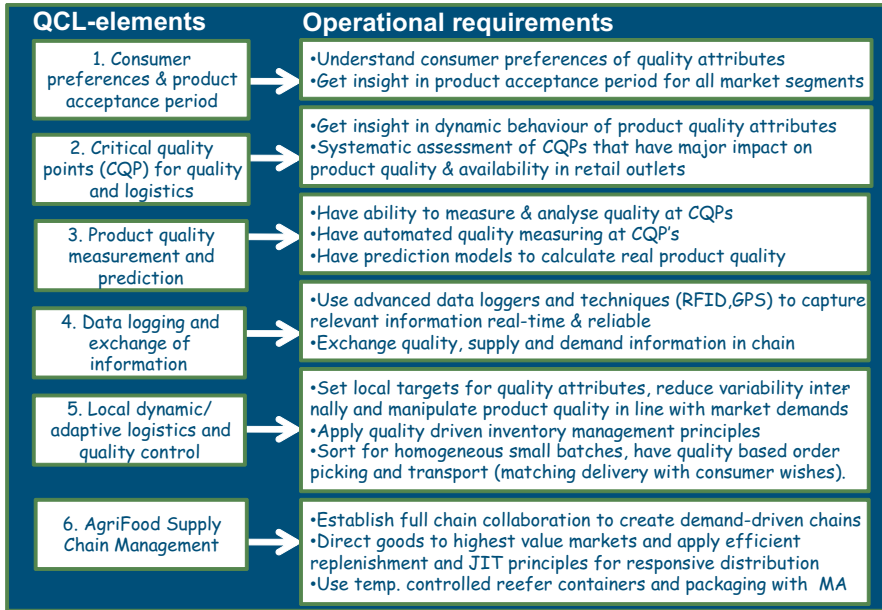 QCL-elements
Operational requirements
1. Consumer
preferences & product
acceptance period
•Understand consumer preferences of quality attributes
•Get insight in product acceptance period for all market segments
2. Critical quality
points (CQP) for quality
and logistics
•Get insight in dynamic behaviour of product quality attributes
•Systematic assessment of CQPs that have major impact on
product quality & availability in retail outlets
3. Product quality
measurement and
prediction
•Have ability to measure & analyse quality at CQPs
•Have automated quality measuring at CQP's
•Have prediction models to calculate real product quality
4. Data logging and
exchange of
information
•Use advanced data loggers and techniques (RFID,GPS) to capture
relevant information real-time & reliable
•Exchange quality, supply and demand information in chain
5. Local dynamic/
adaptive logistics and
quality control
•Set local targets for quality attributes, reduce variability inter
nally and manipulate product quality in line with market demands
•Apply quality driven inventory management principles
•Sort for homogeneous small batches, have quality based order
picking and transport (matching delivery with consumer wishes).
6. AgriFood Supply
Chain Management
•Establish full chain collaboration to create demand-driven chains
•Direct goods to highest value markets and apply efficient
replenishment and JIT principles for responsive distribution
•Use temp. controlled reefer containers and packaging with MA